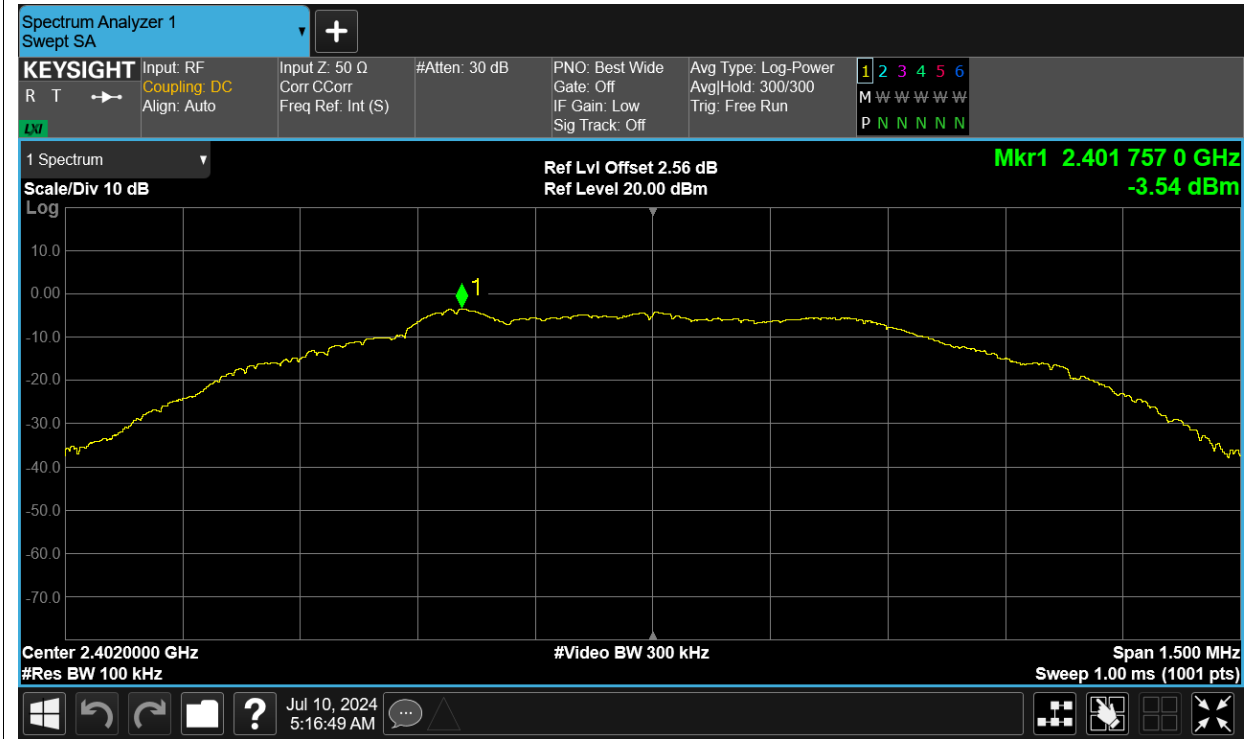 Spectrum Analyzer 1
Swept SA
+
KEYSIGHT
R T
LXI
Input: RF
Coupling: DC
Align: Auto
Input Z: 50 Ω
Corr CCorr
Freq Ref: Int (S)
#Atten: 30 dB
PNO: Best Wide
Gate: Off
IF Gain: Low
Sig Track: Off
Avg Type: Log-Power
Avg|Hold: 300/300
Trig: Free Run
1 2 3 4 5 6
M W W W W W
P N N N N N
1 Spectrum
Scale/Div 10 dB
Log
Ref Lvl Offset 2.56 dB
Ref Level 20.00 dBm
Mkr1 2.401 757 0 GHz
-3.54 dBm
10.0
0.00
-10.0
-20.0
-30.0
-40.0
-50.0
-60.0
-70.0
1
Center 2.4020000 GHz
#Res BW 100 kHz
#Video BW 300 kHz
Span 1.500 MHz
Sweep 1.00 ms (1001 pts)
?
Jul 10, 2024
5:16:49 AM